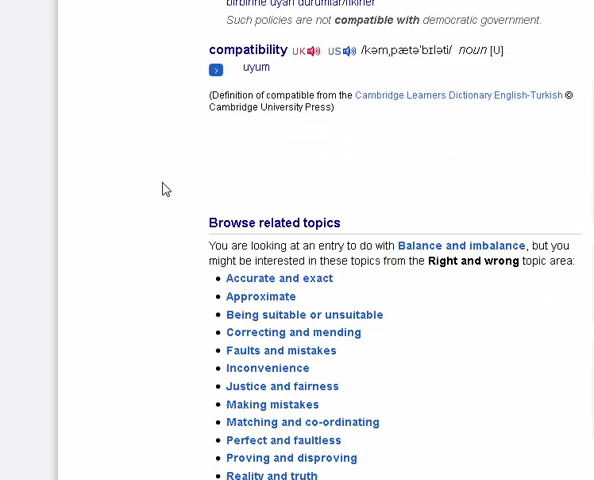 birbirine uyan durumlar/fikirler
Such policies are not compatible with democratic government.
compatibility UK US /kəmˌpætəˈbɪləti/ noun [U]
uyum
(Definition of compatible from the Cambridge Learners Dictionary English-Turkish ©
Cambridge University Press)
Browse related topics
You are looking at an entry to do with Balance and imbalance, but you
might be interested in these topics from the Right and wrong topic area:
Accurate and exact
Approximate
Being suitable or unsuitable
Correcting and mending
Faults and mistakes
Inconvenience
Justice and fairness
Making mistakes
Matching and co-ordinating
Perfect and faultless
Proving and disproving
Reality and truth